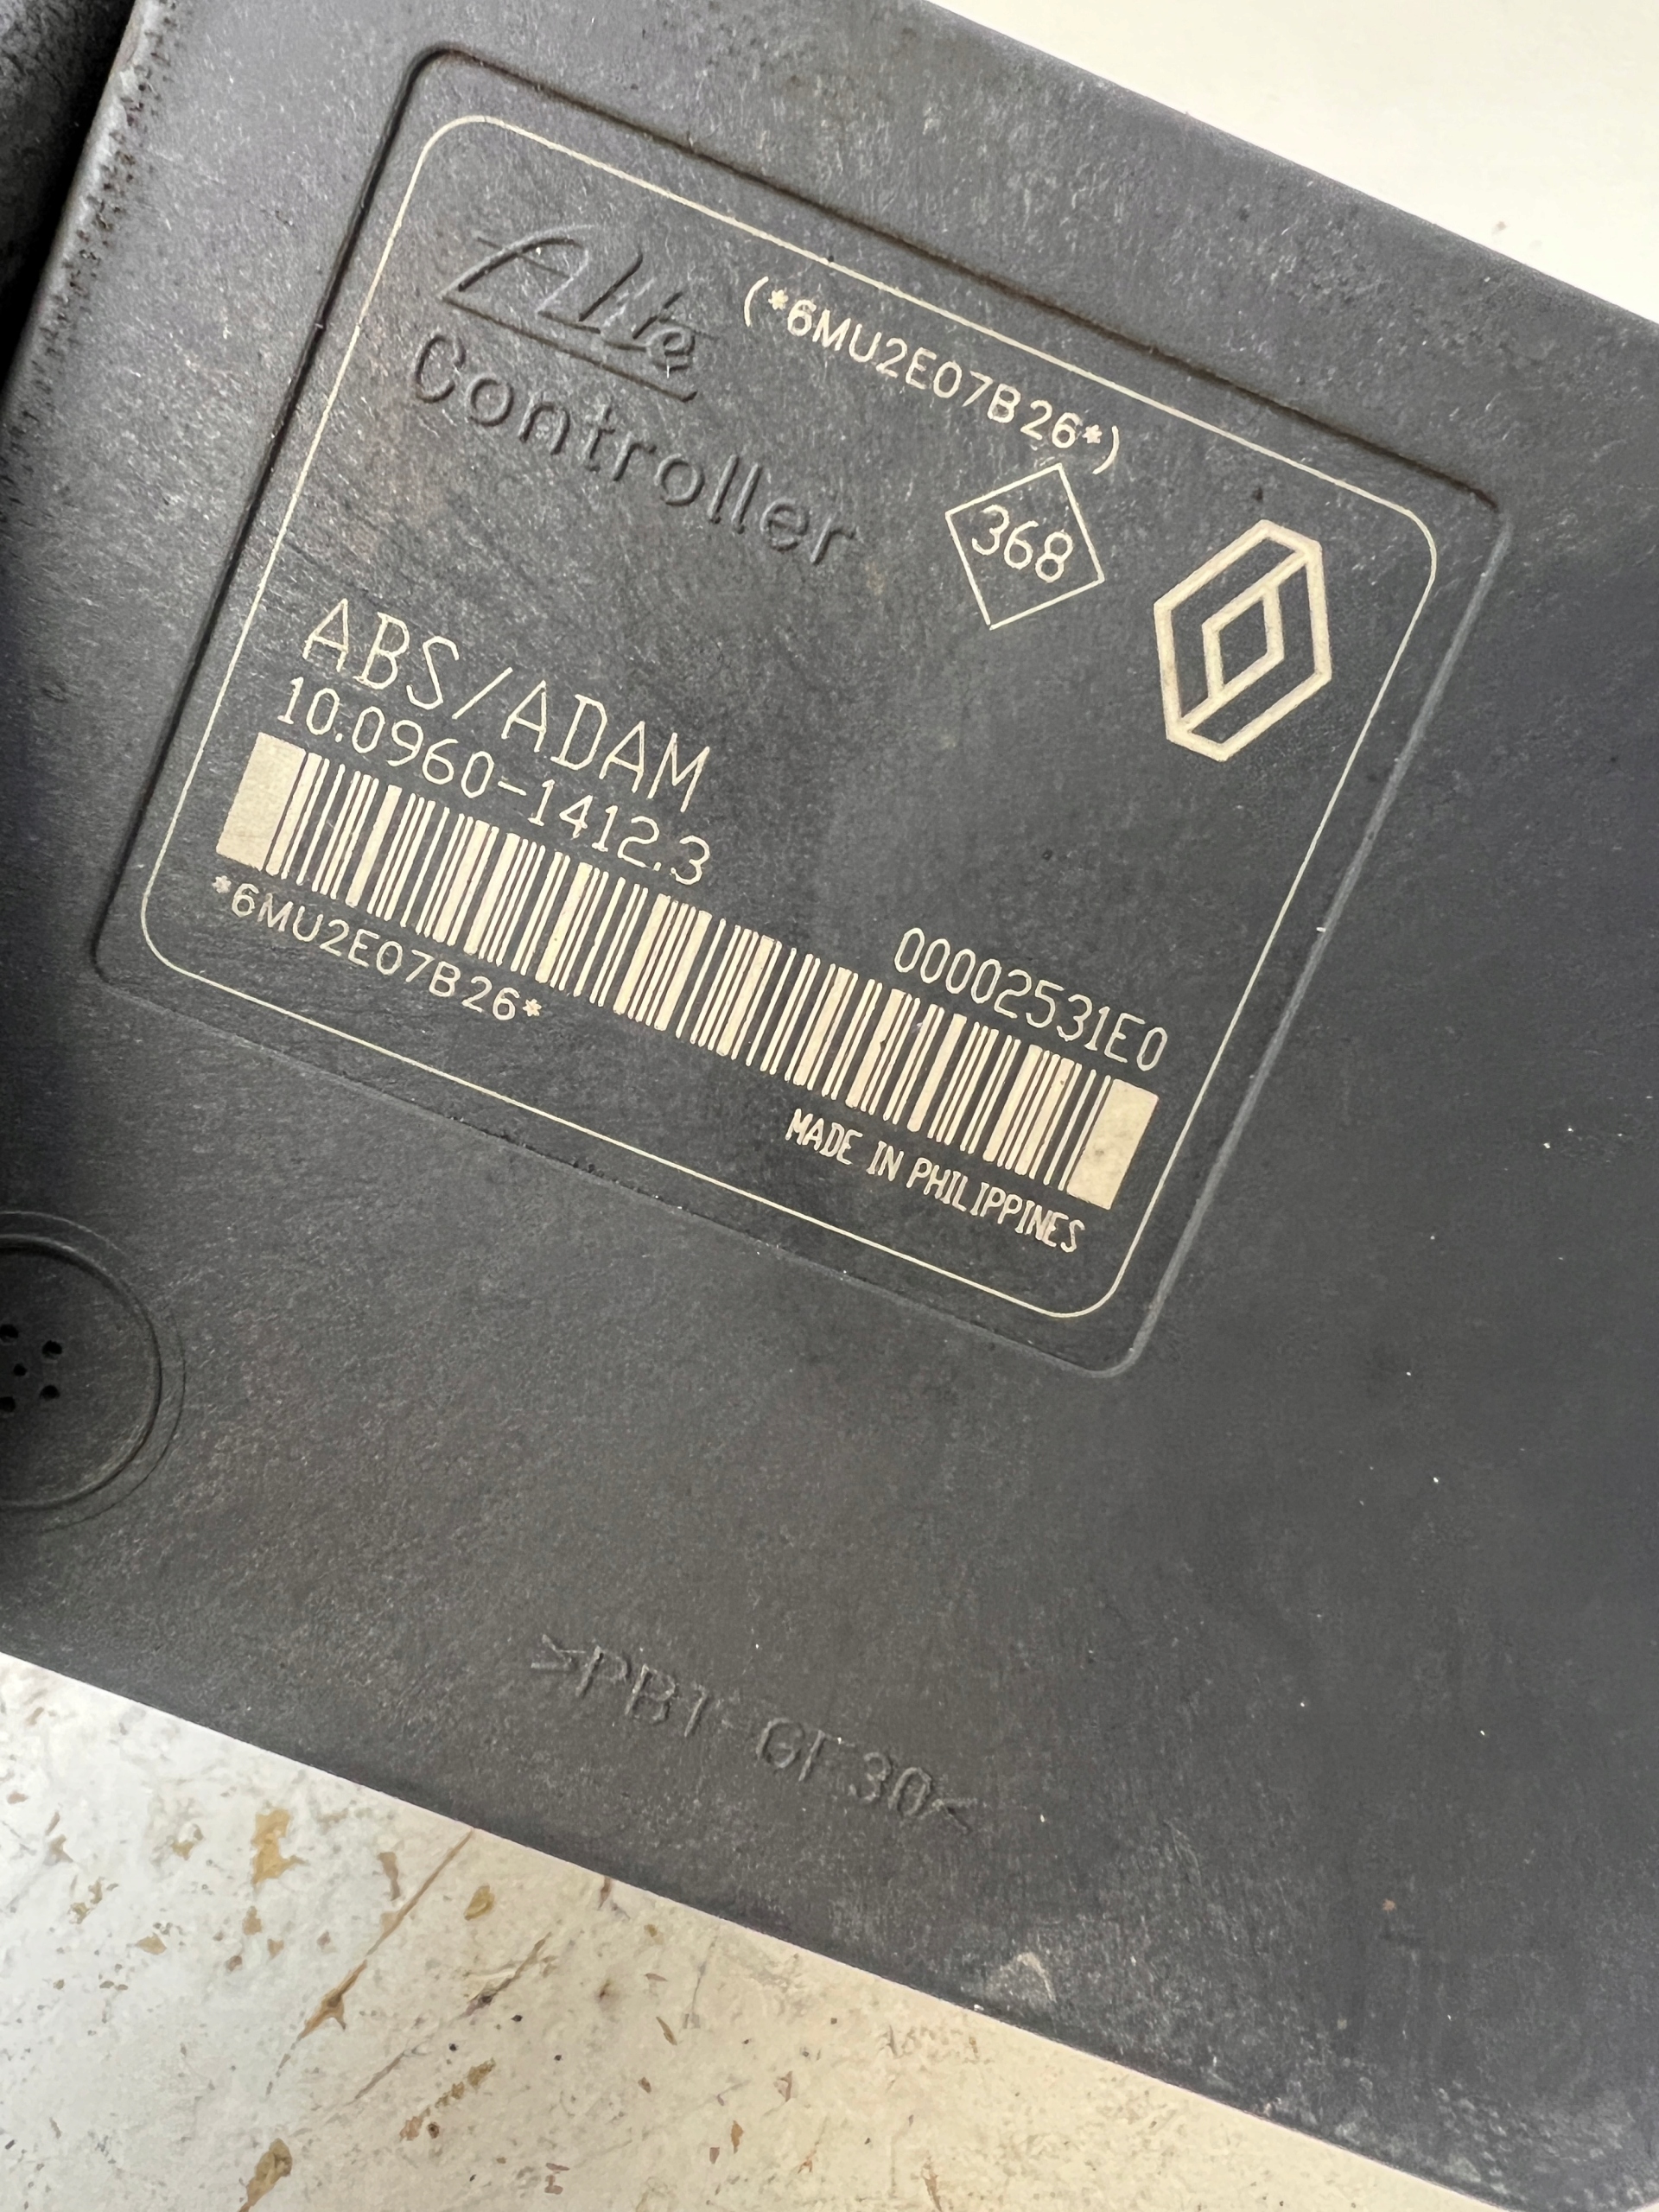 Ate
(*6MU2E07B26*)
Controller
368
ABS/ADAM
10.0960-1412.3
00002531E0
*6MU2E07B26*
MADE IN PHILIPPINES
>PBT-GF30<